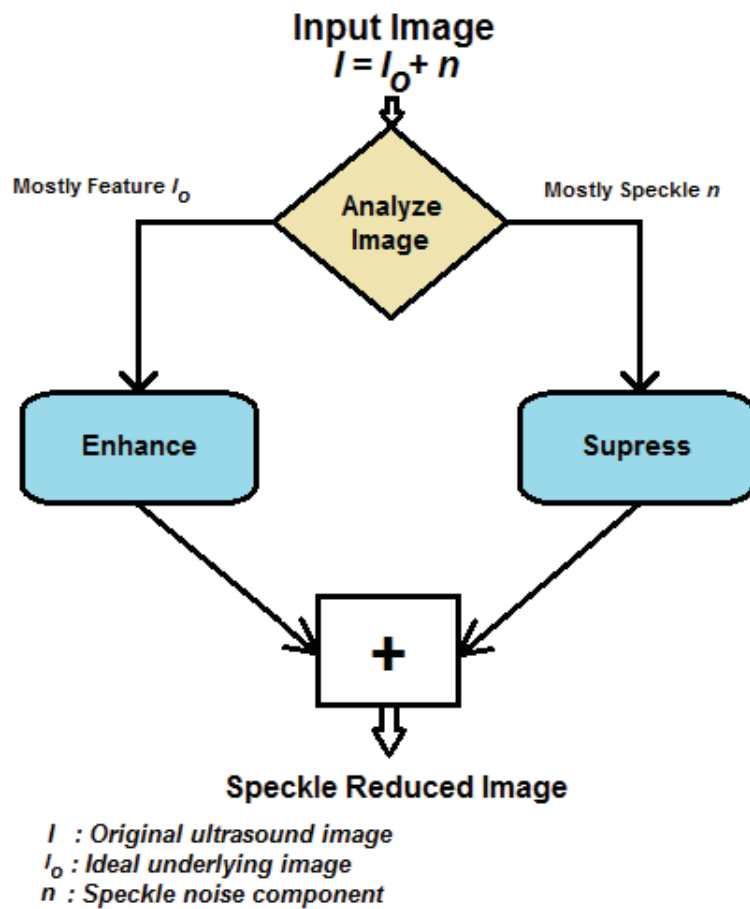 Input Image
I = Io + n
Mostly Feature Io
Mostly Speckle n
Analyze
Image
Enhance
Supress
+
Speckle Reduced Image
I : Original ultrasound image
Io : Ideal underlying image
n : Speckle noise component